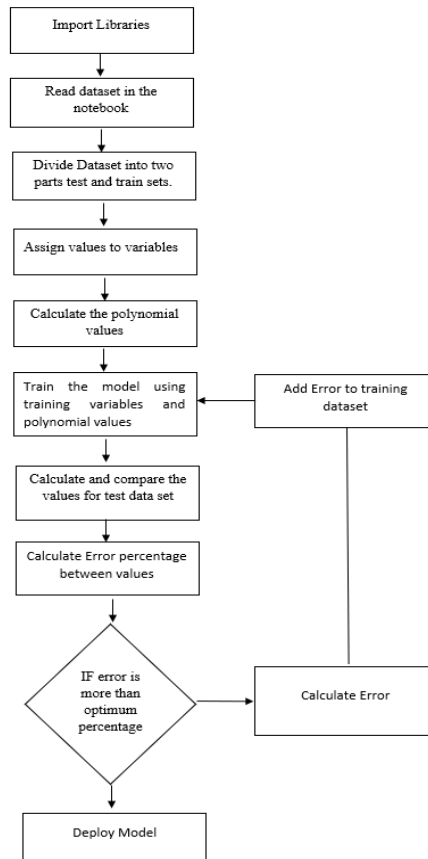 Import Libraries
Read dataset in the
notebook
Divide Dataset into two
parts test and train sets.
Assign values to variables
Calculate the polynomial
values
Train the model using
training variables and
polynomial values
Add Error to training
dataset
Calculate and compare the
values for test data set
Calculate Error percentage
between values
IF error is
more than
optimum
percentage
Calculate Error
Deploy Model